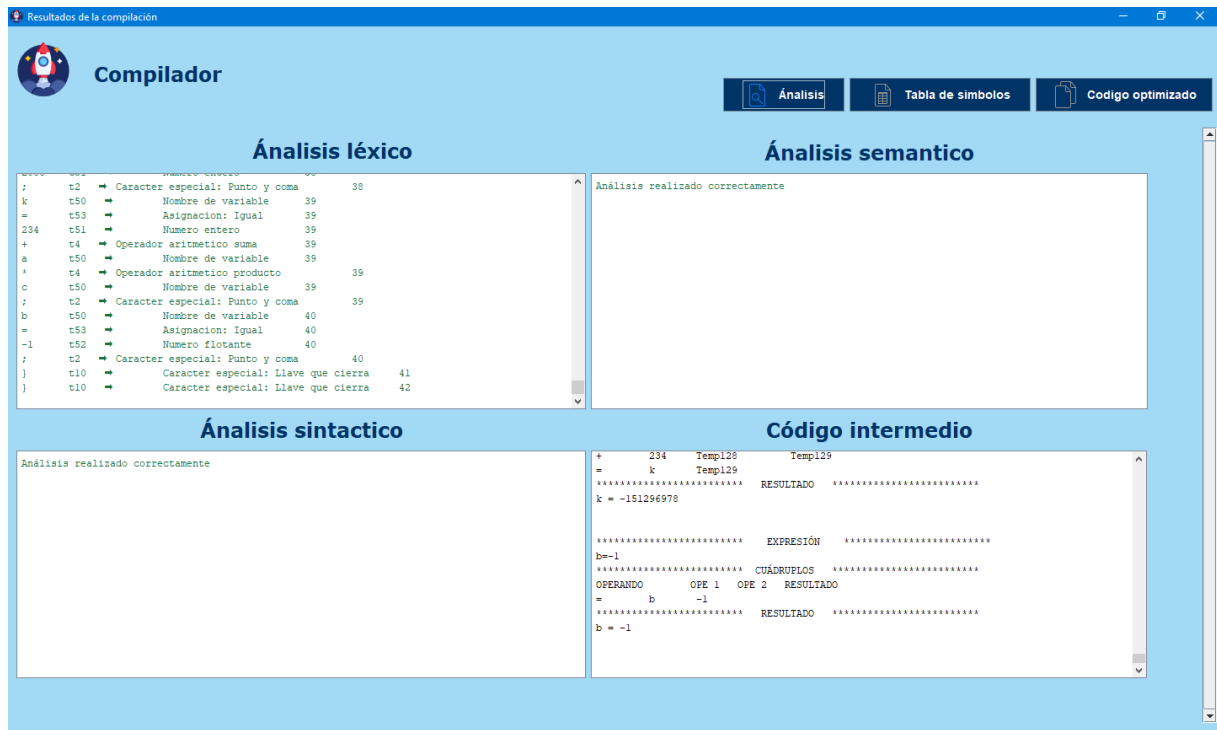 Resultados de la compilación
Compilador
Ánalisis
Tabla de simbolos
Codigo optimizado
Ánalisis léxico
; t2 ➡ Caracter especial: Punto y coma 38
k t50 ➡ Nombre de variable 39
= t53 ➡ Asignacion: Igual 39
234 t51 ➡ Numero entero 39
+ t4 ➡ Operador aritmetico suma 39
a t50 ➡ Nombre de variable 39
* t4 ➡ Operador aritmetico producto 39
c t50 ➡ Nombre de variable 39
; t2 ➡ Caracter especial: Punto y coma 39
b t50 ➡ Nombre de variable 40
= t53 ➡ Asignacion: Igual 40
-1 t52 ➡ Numero flotante 40
; t2 ➡ Caracter especial: Punto y coma 40
} t10 ➡ Caracter especial: Llave que cierra 41
} t10 ➡ Caracter especial: Llave que cierra 42
Ánalisis semantico
Análisis realizado correctamente
Ánalisis sintactico
Análisis realizado correctamente
Código intermedio
+ 234 Temp128 Temp129
= k Temp129
************************* RESULTADO *************************
k = -151296978
************************* EXPRESIÓN *************************
b=-1
************************* CUÁDRUPLOS *************************
OPERANDO OPE 1 OPE 2 RESULTADO
= b -1
************************* RESULTADO *************************
b = -1